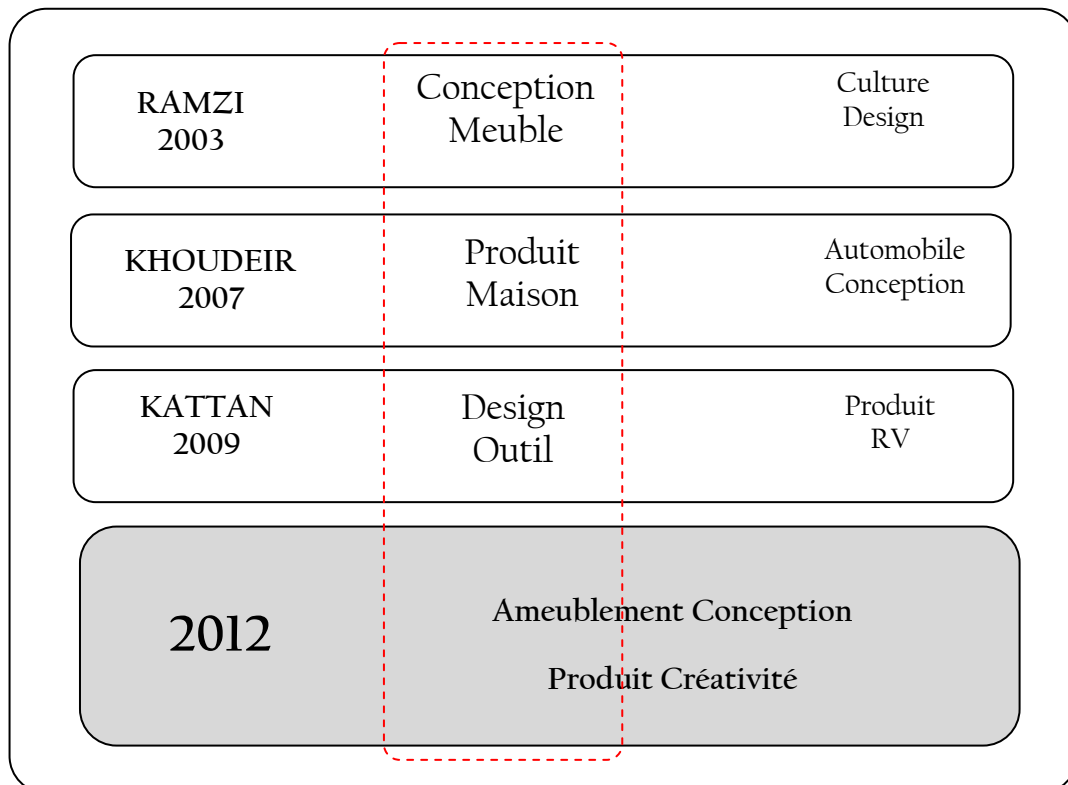 RAMZI
2003
Conception
Meuble
Culture
Design
KHOUDEIR
2007
Produit
Maison
Automobile
Conception
KATTAN
2009
Design
Outil
Produit
RV
2012
Ameublement Conception
Produit Créativité